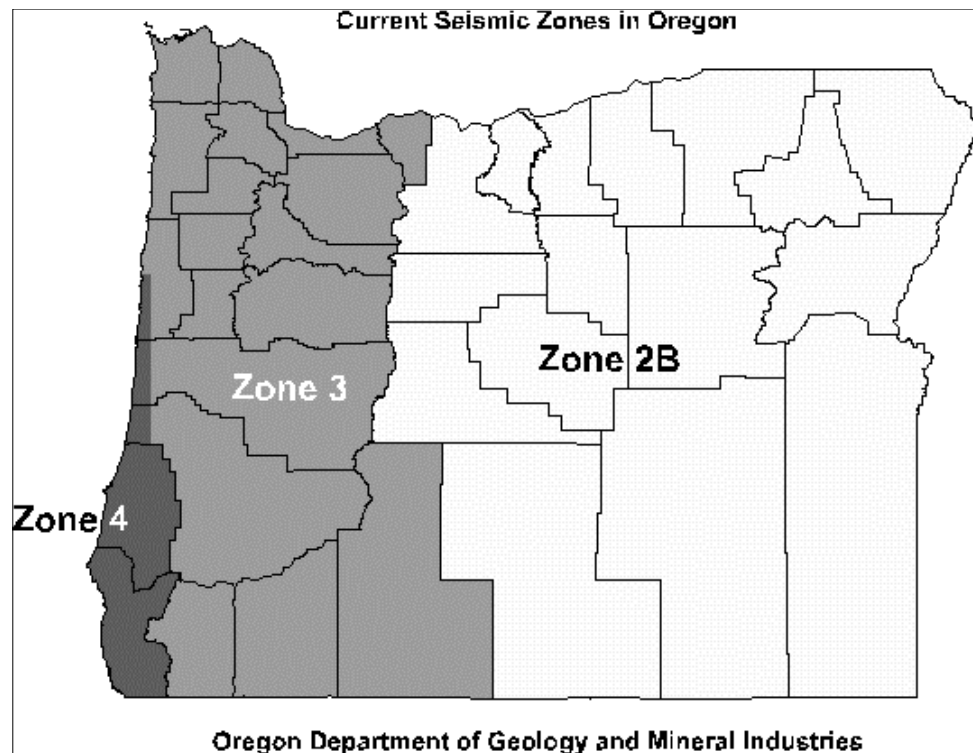 Current Seismic Zones in Oregon
Zone 3
Zone 2B
Zone 4
Oregon Department of Geology and Mineral Industries